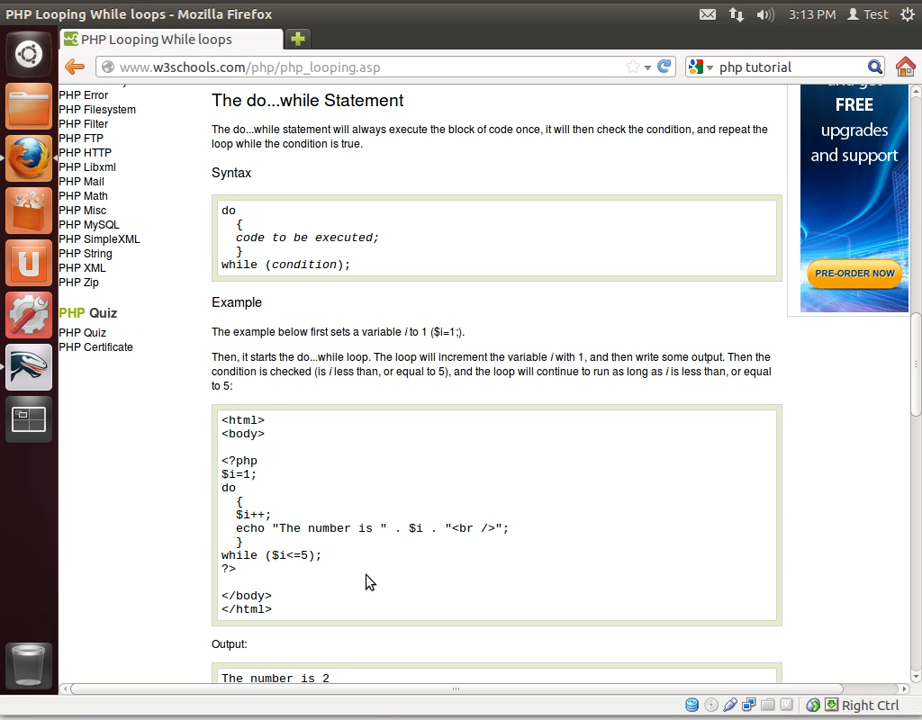 PHP Looping While loops - Mozilla Firefox
3:13 PM
Test
PHP Looping While loops
www.w3schools.com/php/php_looping.asp
php tutorial
PHP Error
PHP Filesystem
PHP Filter
PHP FTP
PHP HTTP
PHP Libxml
PHP Mail
PHP Math
PHP Misc
PHP MySQL
PHP SimpleXML
PHP String
PHP XML
PHP Zip
PHP Quiz
PHP Quiz
PHP Certificate
The do...while Statement
The do...while statement will always execute the block of code once, it will then check the condition, and repeat the
loop while the condition is true.
Syntax
do
{
code to be executed;
}
while (condition);
Example
The example below first sets a variable i to 1 ($i=1;).
Then, it starts the do...while loop. The loop will increment the variable i with 1, and then write some output. Then the
condition is checked (is i less than, or equal to 5), and the loop will continue to run as long as i is less than, or equal
to 5:
<html>
<body>
<?php
$i=1;
do
{
$i++;
echo "The number is " . $i . "<br />";
}
while ($i<=5);
?>
</body>
</html>
Output:
The number is 2
FREE
upgrades
and support
PRE-ORDER NOW
Right Ctrl